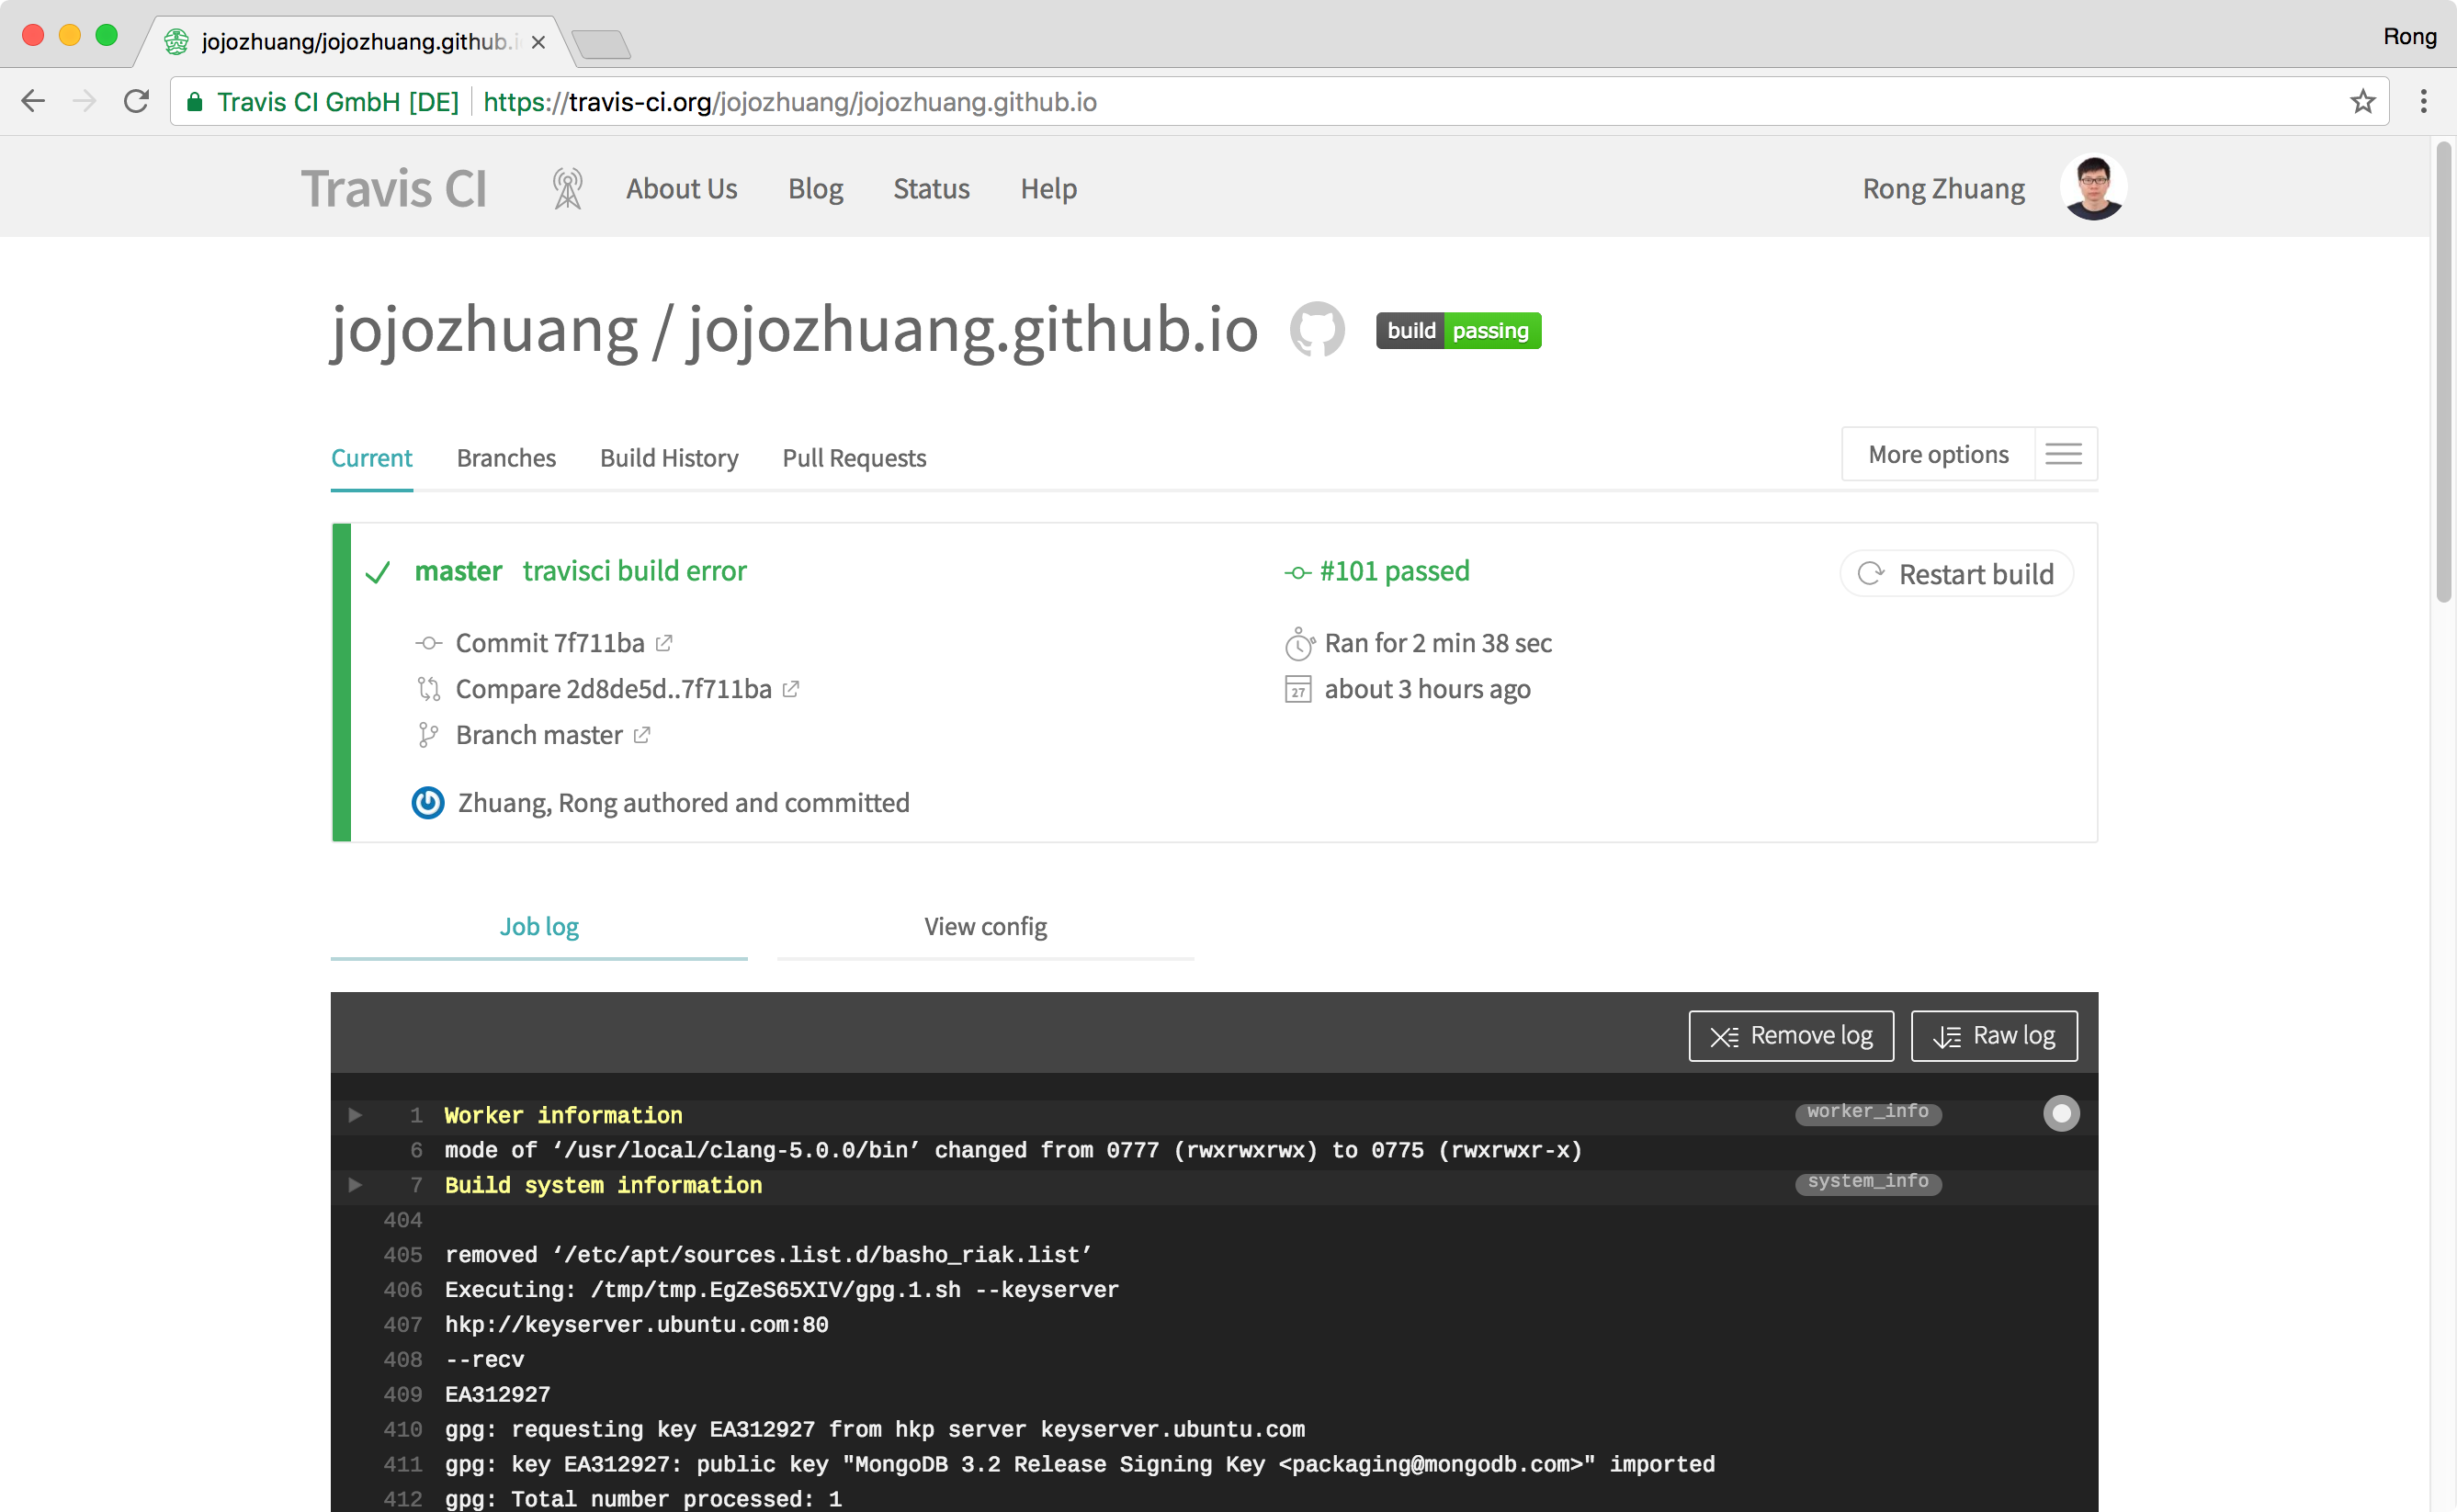 jojozhuang/jojozhuang.github.i
Rong
Travis CI GmbH [DE]
https://travis-ci.org/jojozhuang/jojozhuang.github.io
Travis CI
About Us
Blog
Status
Help
Rong Zhuang
jojozhuang / jojozhuang.github.io
build passing
Current
Branches
Build History
Pull Requests
More options
master travisci build error
#101 passed
Restart build
Commit 7f711ba
Ran for 2 min 38 sec
Compare 2d8de5d..7f711ba
27
about 3 hours ago
Branch master
Zhuang, Rong authored and committed
Job log
View config
Remove log
Raw log
1 Worker information worker_info
6 mode of ‘/usr/local/clang-5.0.0/bin’ changed from 0777 (rwxrwxrwx) to 0775 (rwxrwxr-x)
7 Build system information system_info
404
405 removed ‘/etc/apt/sources.list.d/basho_riak.list’
406 Executing: /tmp/tmp.EgZeS65XIV/gpg.1.sh --keyserver
407 hkp://keyserver.ubuntu.com:80
408 --recv
409 EA312927
410 gpg: requesting key EA312927 from hkp server keyserver.ubuntu.com
411 gpg: key EA312927: public key "MongoDB 3.2 Release Signing Key <packaging@mongodb.com>" imported
412 gpg: Total number processed: 1